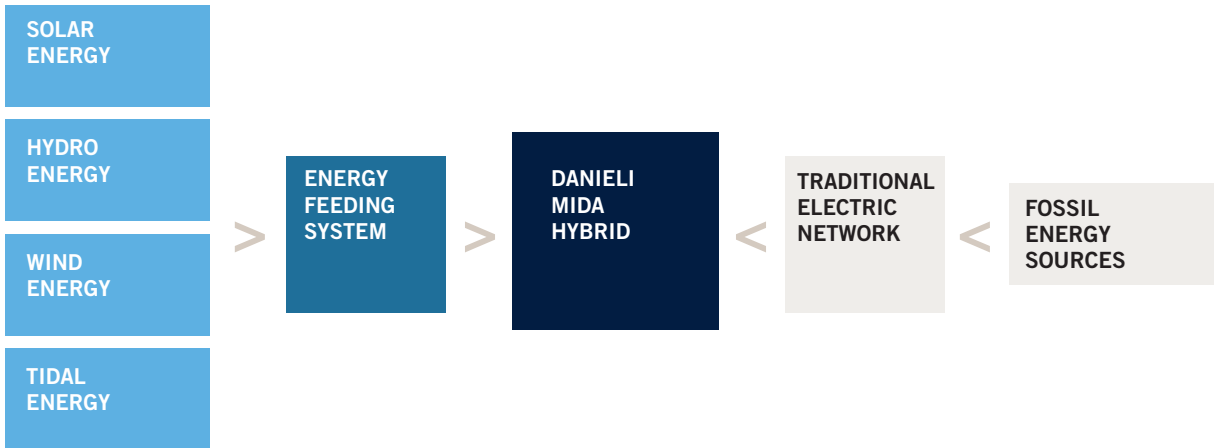 SOLAR
ENERGY
HYDRO
ENERGY
WIND
ENERGY
TIDAL
ENERGY
>
ENERGY
FEEDING
SYSTEM
>
DANIELI
MIDA
HYBRID
<
TRADITIONAL
ELECTRIC
NETWORK
<
FOSSIL
ENERGY
SOURCES